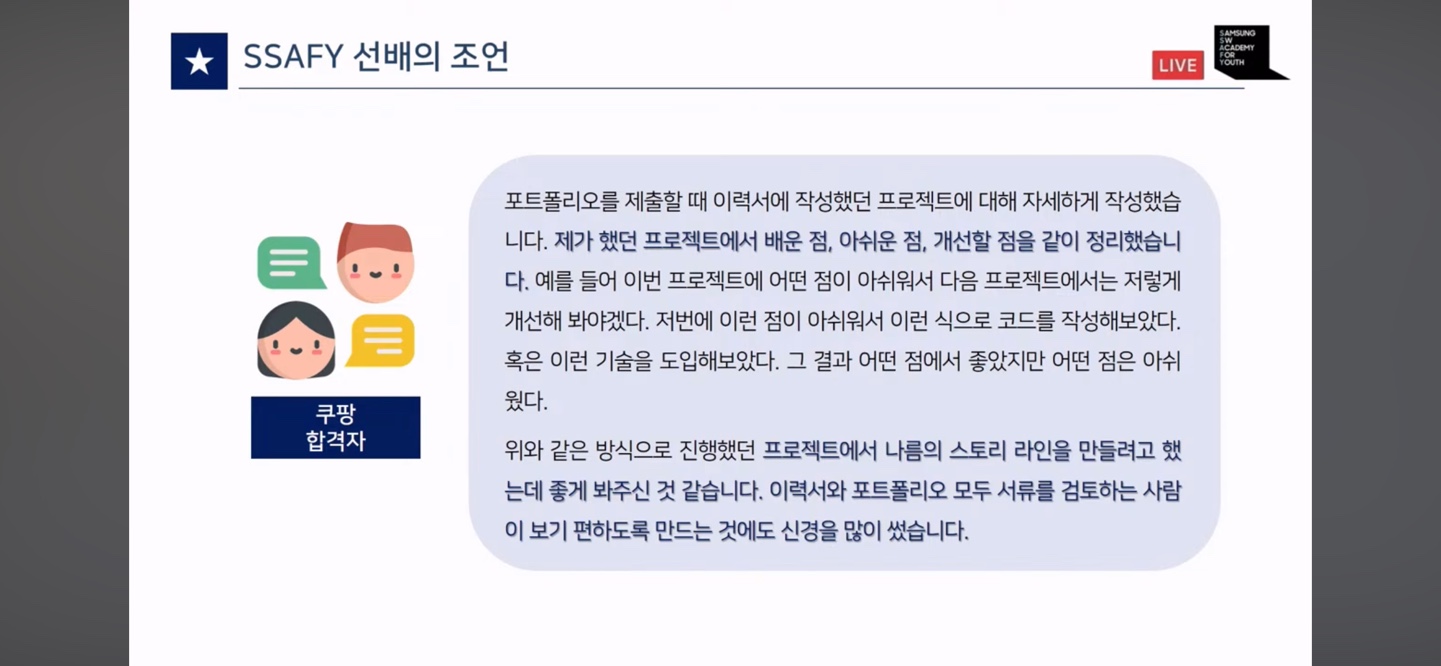 SSAFY 선배의 조언
LIVE
SAMSUNG
SW
ACADEMY
FOR
YOUTH
포트폴리오를 제출할 때 이력서에 작성했던 프로젝트에 대해 자세하게 작성했습
니다. 제가 했던 프로젝트에서 배운 점, 아쉬운 점, 개선할 점을 같이 정리했습니
다. 예를 들어 이번 프로젝트에 어떤 점이 아쉬워서 다음 프로젝트에서는 저렇게
개선해 봐야겠다. 저번에 이런 점이 아쉬워서 이런 식으로 코드를 작성해보았다.
혹은 이런 기술을 도입해보았다. 그 결과 어떤 점에서 좋았지만 어떤 점은 아쉬
웠다.
위와 같은 방식으로 진행했던 프로젝트에서 나름의 스토리 라인을 만들려고 했
는데 좋게 봐주신 것 같습니다. 이력서와 포트폴리오 모두 서류를 검토하는 사람
이 보기 편하도록 만드는 것에도 신경을 많이 썼습니다.
쿠팡
합격자